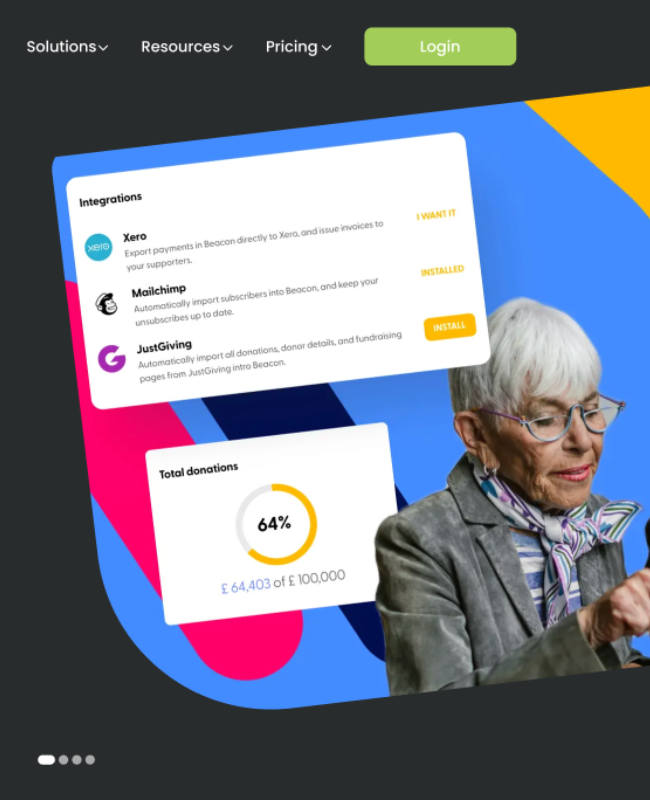 Solutions Resources Pricing Login
Integrations
xero
Xero
I WANT IT
Export payments in Beacon directly to Xero, and issue invoices to
your supporters.
Mailchimp
INSTALLED
Automatically import subscribers into Beacon, and keep your
unsubscribes up to date.
JustGiving
INSTALL
Automatically import all donations, donor details, and fundraising
pages from JustGiving intro Beacon.
Total donations
64%
£ 64,403 of £ 100,000